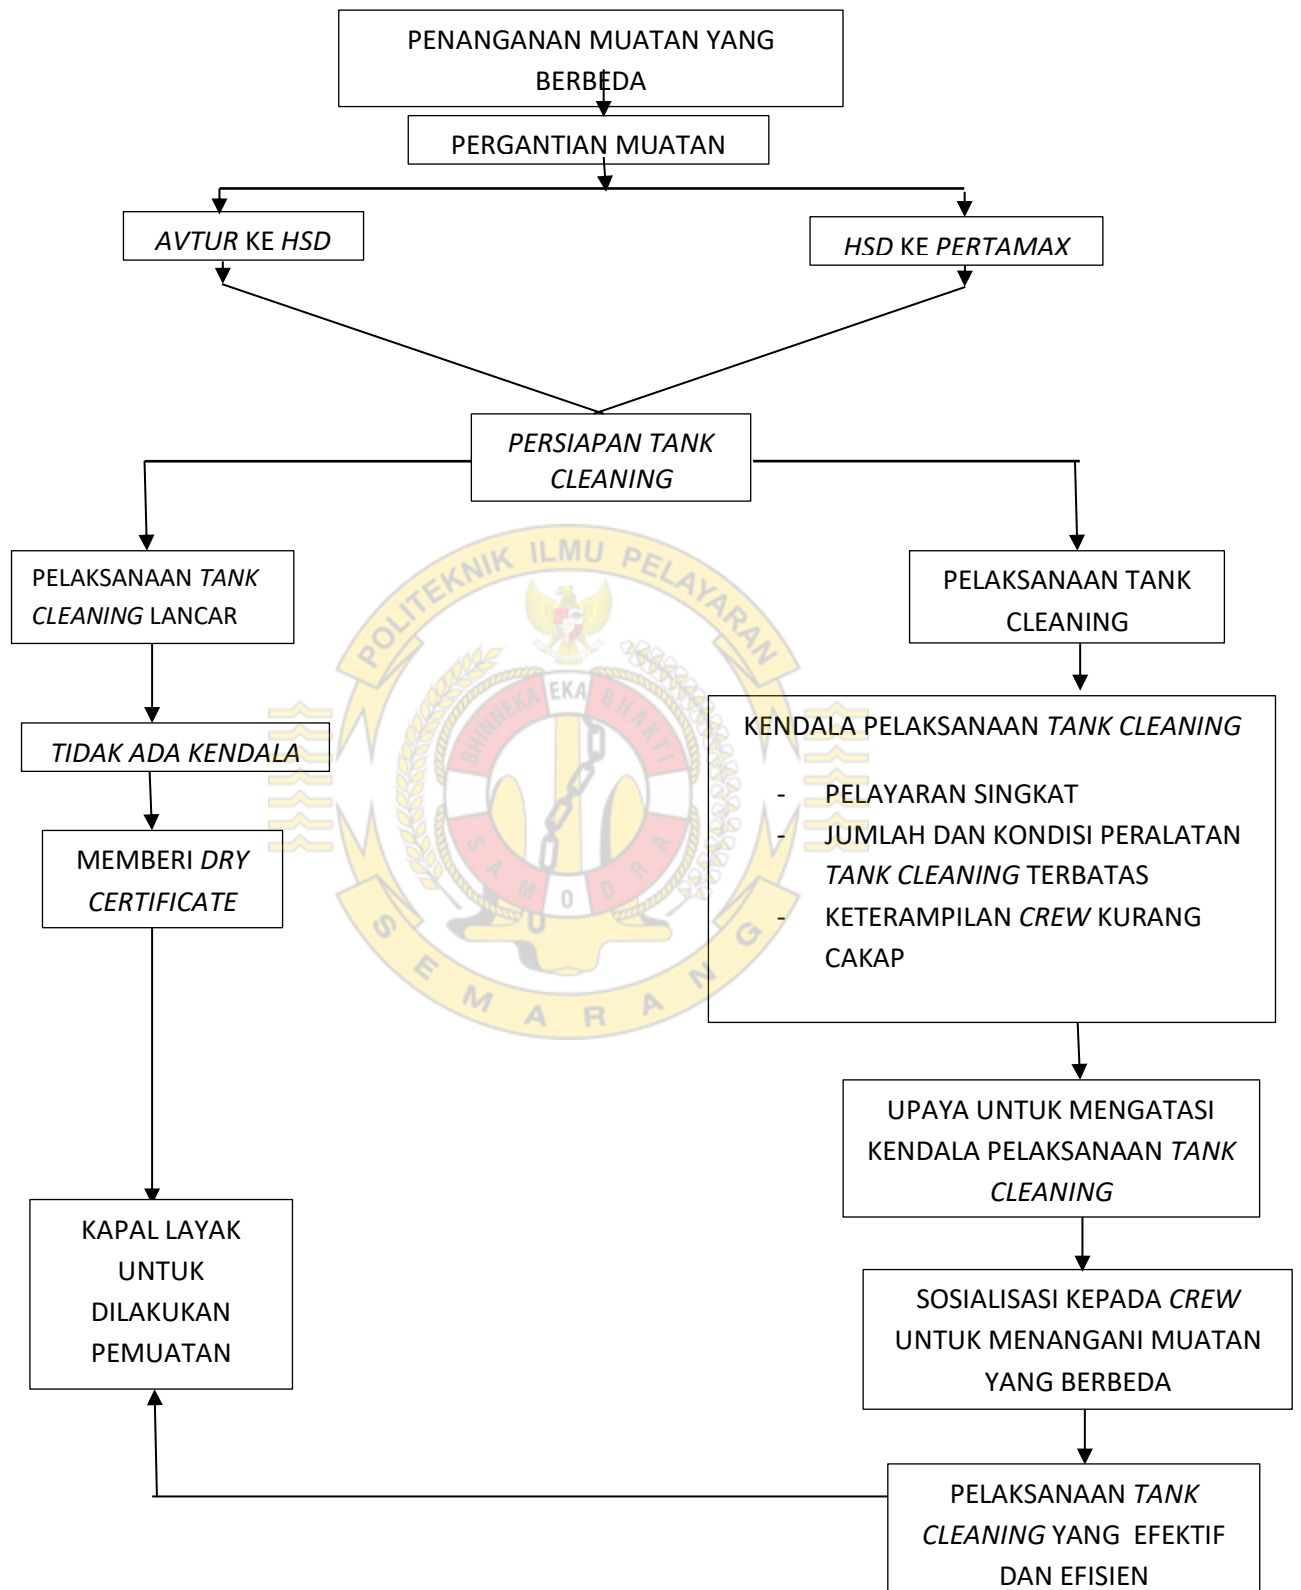 PENANGANAN MUATAN YANG
BERBEDA
PERGANTIAN MUATAN
AVTUR KE HSD
HSD KE PERTAMAX
PERSIAPAN TANK
CLEANING
PELAKSANAAN TANK
CLEANING LANCAR
PELAKSANAAN TANK
CLEANING
TIDAK ADA KENDALA
KENDALA PELAKSANAAN TANK CLEANING
- PELAYARAN SINGKAT
- JUMLAH DAN KONDISI PERALATAN
TANK CLEANING TERBATAS
- KETERAMPILAN CREW KURANG
CAKAP
MEMBERI DRY
CERTIFICATE
UPAYA UNTUK MENGATASI
KENDALA PELAKSANAAN TANK
CLEANING
KAPAL LAYAK
UNTUK
DILAKUKAN
PEMUATAN
SOSIALISASI KEPADA CREW
UNTUK MENANGANI MUATAN
YANG BERBEDA
PELAKSANAAN TANK
CLEANING YANG EFEKTIF
DAN EFISIEN
POLITEKNIK ILMU PELAYARAN
BHINNEKA EKA BHAKTI
SAMODRA
SEMARANG